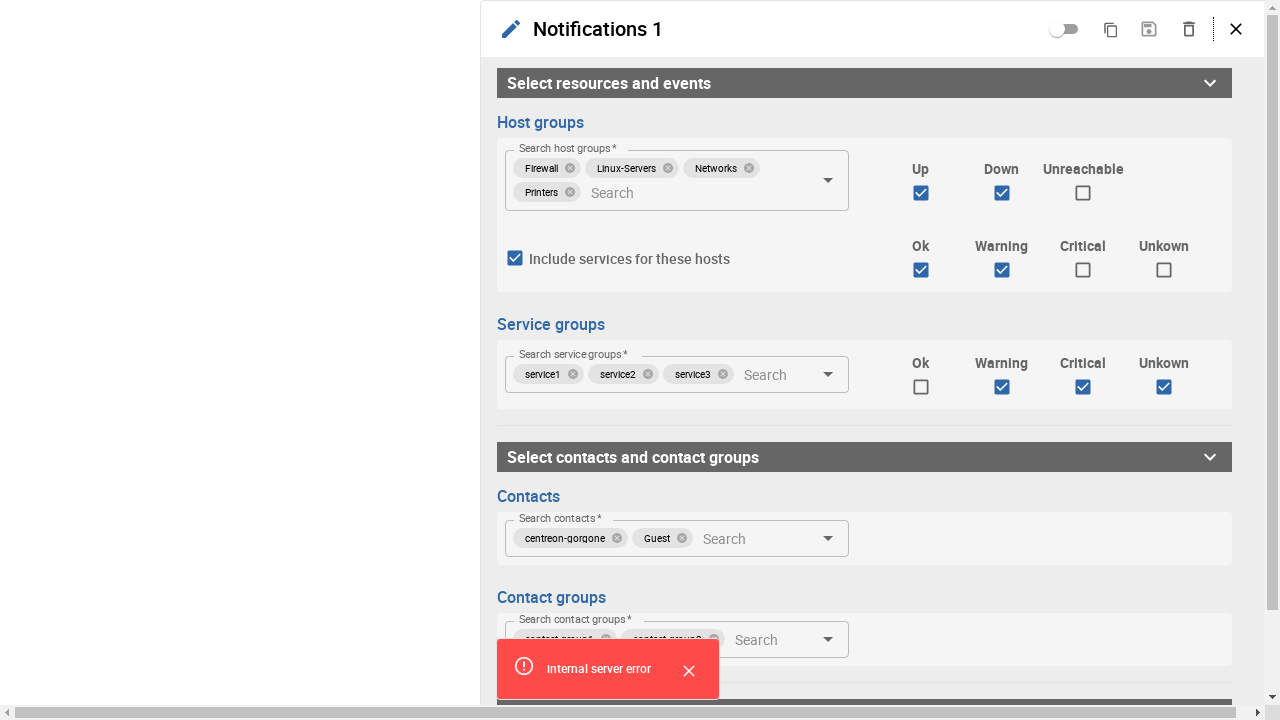 Notifications 1
Select resources and events
Host groups
Search host groups *
Firewall Linux-Servers Networks
Printers Search
Up Down Unreachable
Include services for these hosts
Ok Warning Critical Unkown
Service groups
Search service groups *
service1 service2 service3 Search
Ok Warning Critical Unkown
Select contacts and contact groups
Contacts
Search contacts *
centreon-gorgone Guest Search
Contact groups
Search contact groups *
Search
Internal server error